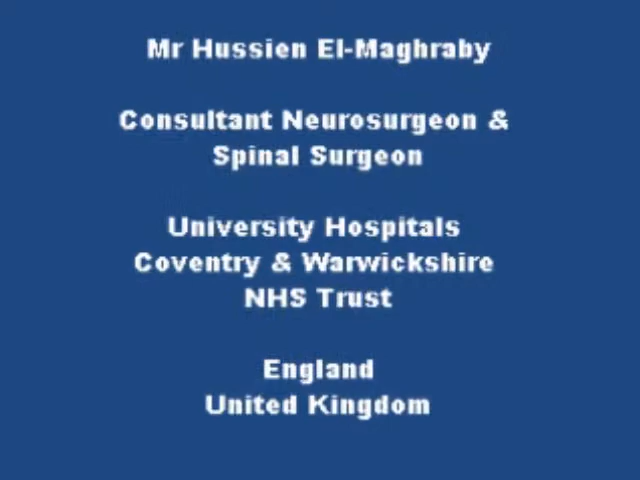 Mr Hussien El-Maghraby
Consultant Neurosurgeon &
Spinal Surgeon
University Hospitals
Coventry & Warwickshire
NHS Trust
England
United Kingdom